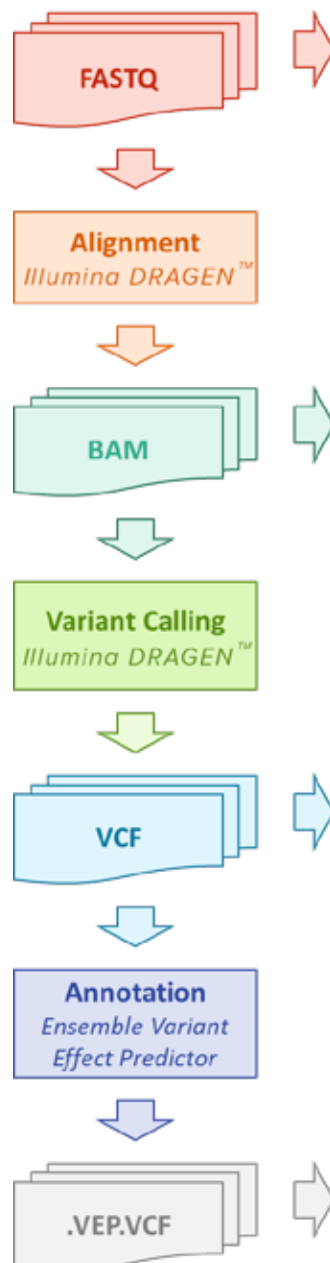 FASTQ
Alignment
Illumina DRAGEN™
BAM
Variant Calling
Illumina DRAGEN™
VCF
Annotation
Ensemble Variant
Effect Predictor
.VEP.VCF